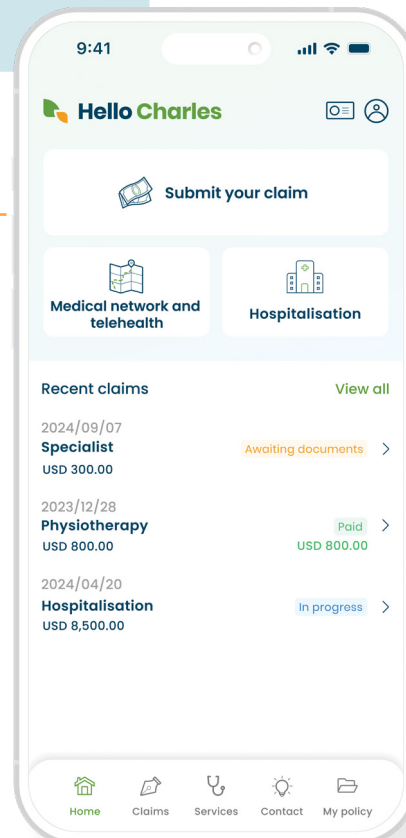 9:41
Hello Charles
Submit your claim
Medical network and
telehealth
Hospitalisation
Recent claims
View all
2024/09/07
Specialist
Awaiting documents
USD 300.00
2023/12/28
Physiotherapy
Paid
USD 800.00
USD 800.00
2024/04/20
Hospitalisation
In progress
USD 8,500.00
Home
Claims
Services
Contact
My policy